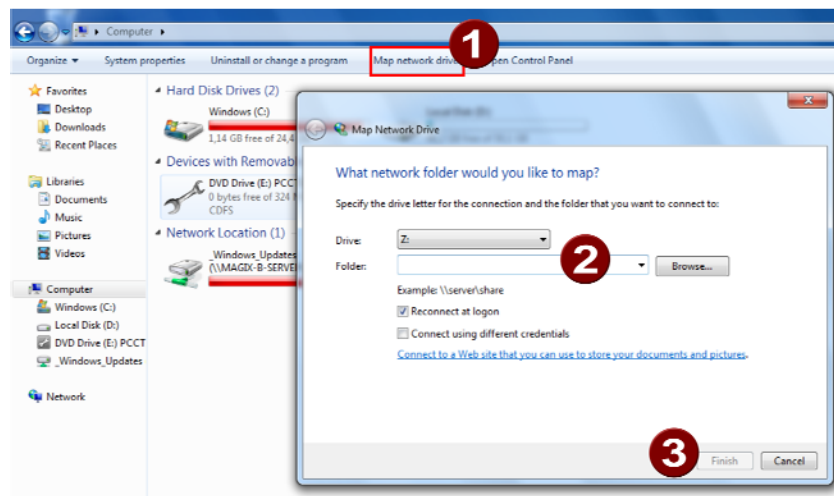 Computer
1
Organize System properties Uninstall or change a program Map network drive pen Control Panel
Favorites
Desktop
Downloads
Recent Places
Libraries
Documents
Music
Pictures
Videos
Computer
Windows (C:)
Local Disk (D:)
DVD Drive (E:) PCCT
_Windows_Updates
Network
Hard Disk Drives (2)
Windows (C:)
1,14 GB free of 24,4
Devices with Removab
DVD Drive (E:) PCCT
0 bytes free of 324 M
CDFS
Network Location (1)
_Windows_Updates
(\\MAGIX-B-SERVE
Map Network Drive
What network folder would you like to map?
Specify the drive letter for the connection and the folder that you want to connect to:
Drive: Z:
2
Folder: Browse...
Example: \\server\share
Reconnect at logon
Connect using different credentials
Connect to a Web site that you can use to store your documents and pictures.
3
Finish Cancel